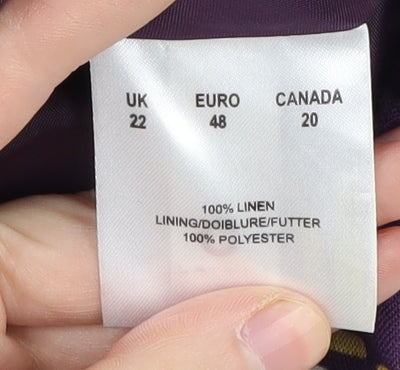 UK EURO CANADA
22 48 20
100% LINEN
LINING/DOIBLURE/FUTTER
100% POLYESTER